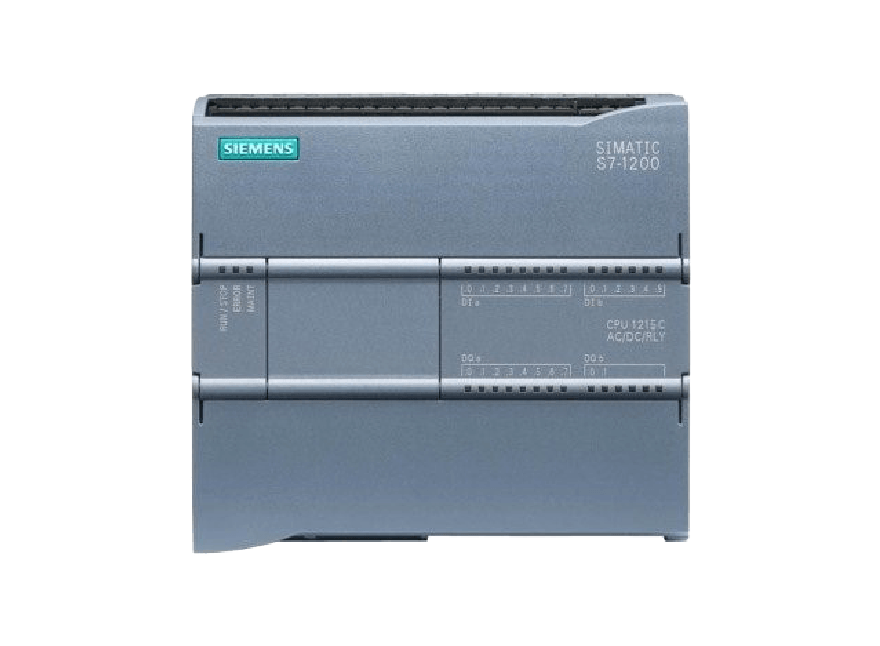 SIEMENS
SIMATIC
S7-1200
RUN / STOP
ERROR
MAINT
.0 .1 .2 .3 .4 .5 .6 .7
DI a
.0 .1 .2 .3 .4 .5
DI b
CPU 1215C
AC/DC/RLY
DQ a
.0 .1 .2 .3 .4 .5 .6 .7
DQ b
.0 .1